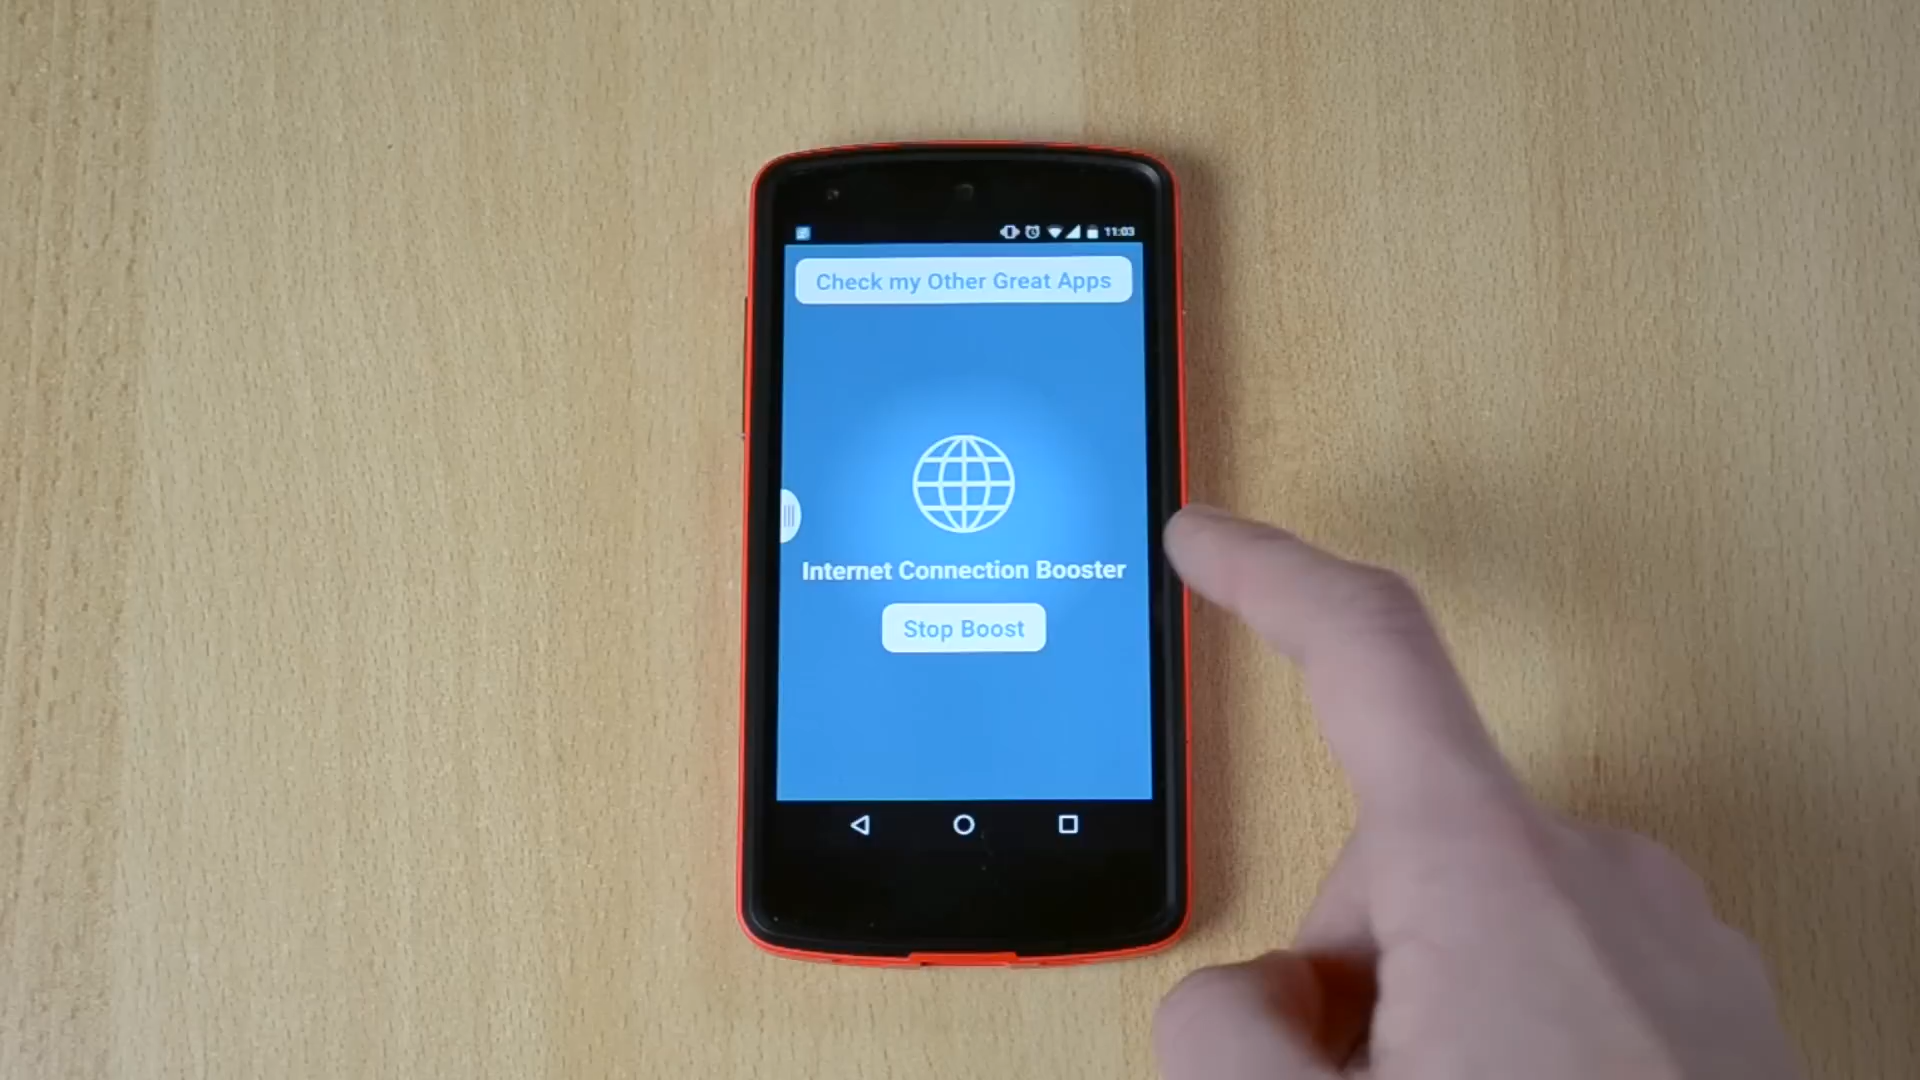 11:03
Check my Other Great Apps
Internet Connection Booster
Stop Boost